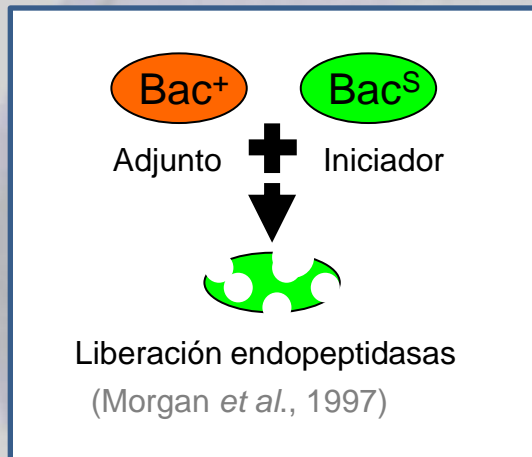 Bac⁺ Bacˢ
Adjunto Iniciador
Liberación endopeptidasas
(Morgan et al., 1997)